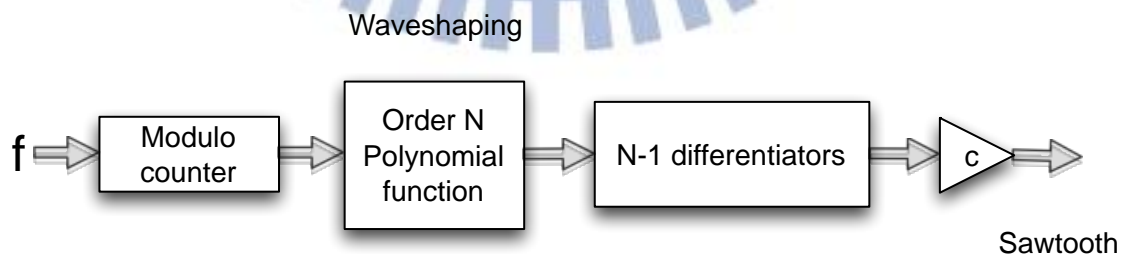 Waveshaping
f
Modulo
counter
Order N
Polynomial
function
N-1 differentiators
c
Sawtooth